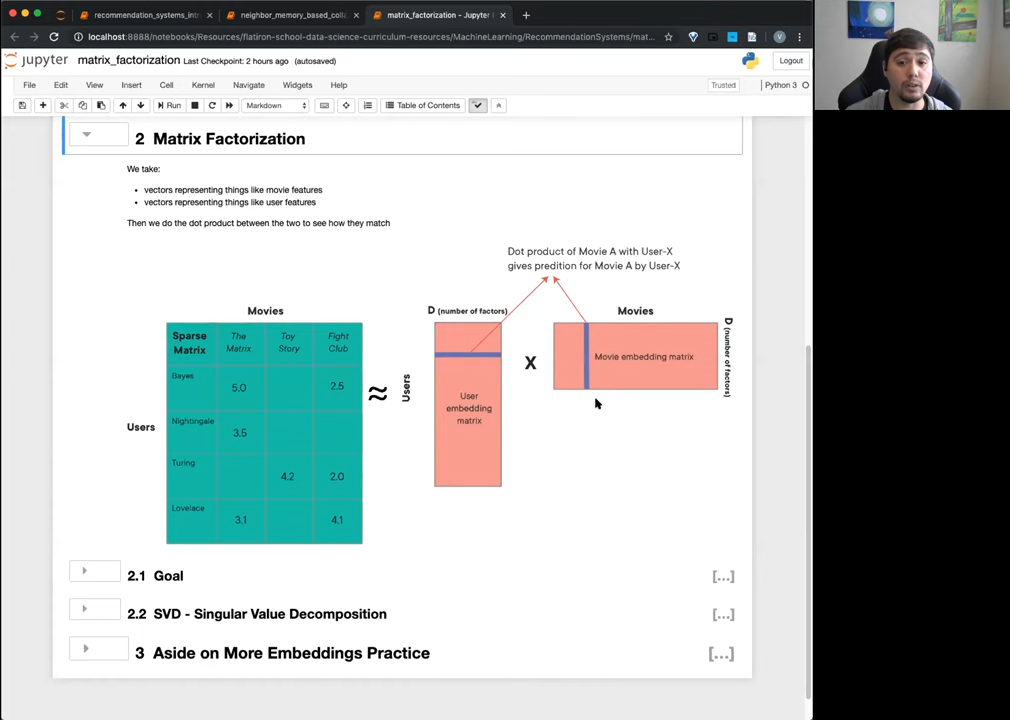 recommendation_systems_int
neighbor_memory_based_colla
matrix_factorization - Jupyter
localhost:8888/notebooks/Resources/flatiron-school-data-science-curriculum-resources/MachineLearning/RecommendationSystems/mat...
jupyter matrix_factorization Last Checkpoint: 2 hours ago (autosaved)
Logout
File Edit View Insert Cell Kernel Navigate Widgets Help
Trusted
Python 3
Run
Markdown
Table of Contents
2 Matrix Factorization
We take:
• vectors representing things like movie features
• vectors representing things like user features
Then we do the dot product between the two to see how they match
Dot product of Movie A with User-X
gives predition for Movie A by User-X
Movies
D (number of factors)
Movies
Sparse Matrix
The Matrix
Toy Story
Fight Club
Bayes 5.0 2.5
Nightingale 3.5
Turing 4.2 2.0
Lovelace 3.1 4.1
Users
≈
Users
User
embedding
matrix
X
Movie embedding matrix
D (number of factors)
2.1 Goal
[...]
2.2 SVD - Singular Value Decomposition
[...]
3 Aside on More Embeddings Practice
[...]